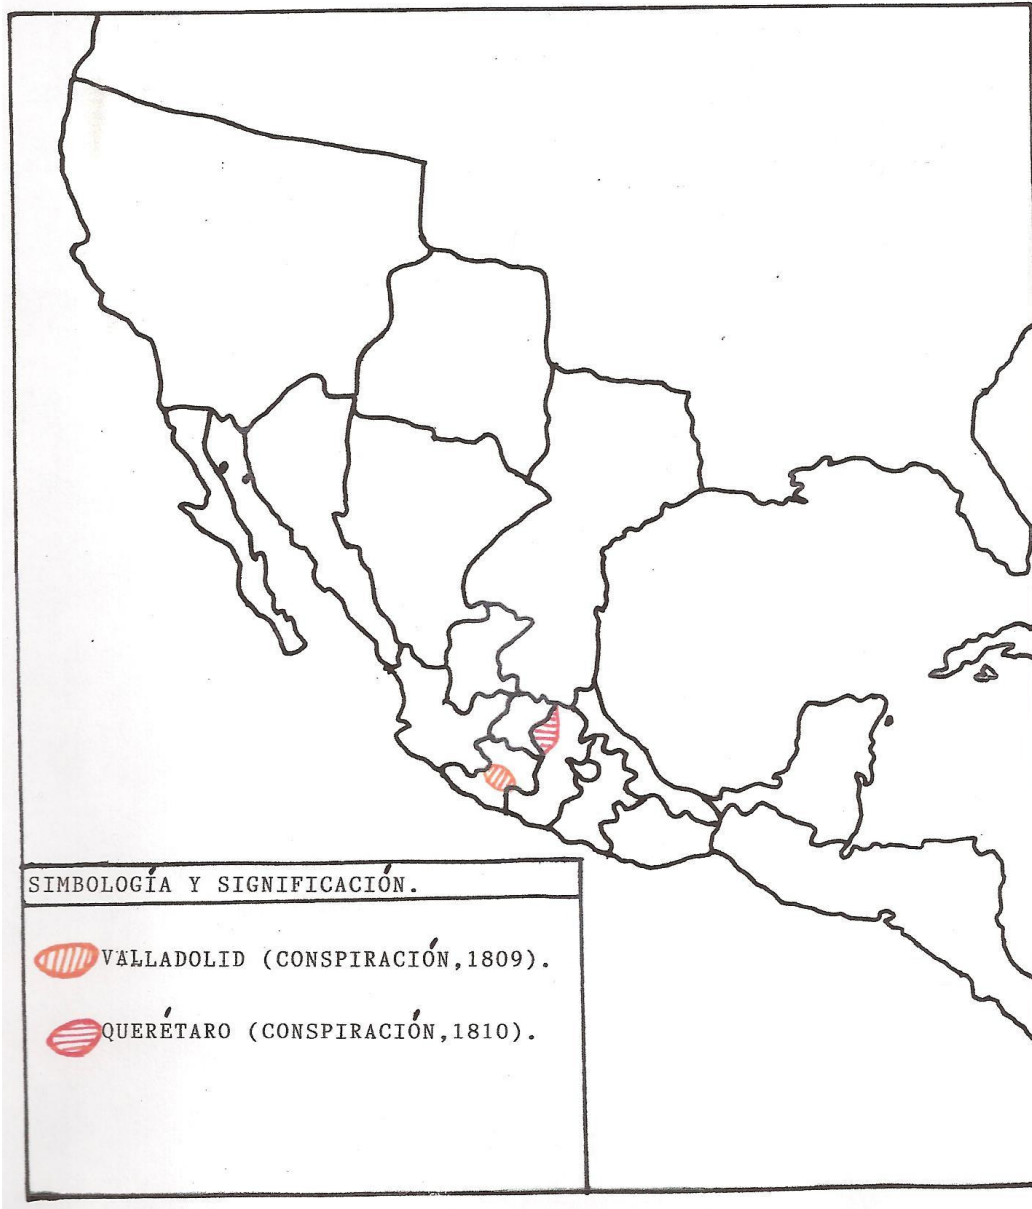 SIMBOLOGÍA Y SIGNIFICACIÓN.
VALLADOLID (CONSPIRACIÓN,1809).
QUERÉTARO (CONSPIRACIÓN,1810).